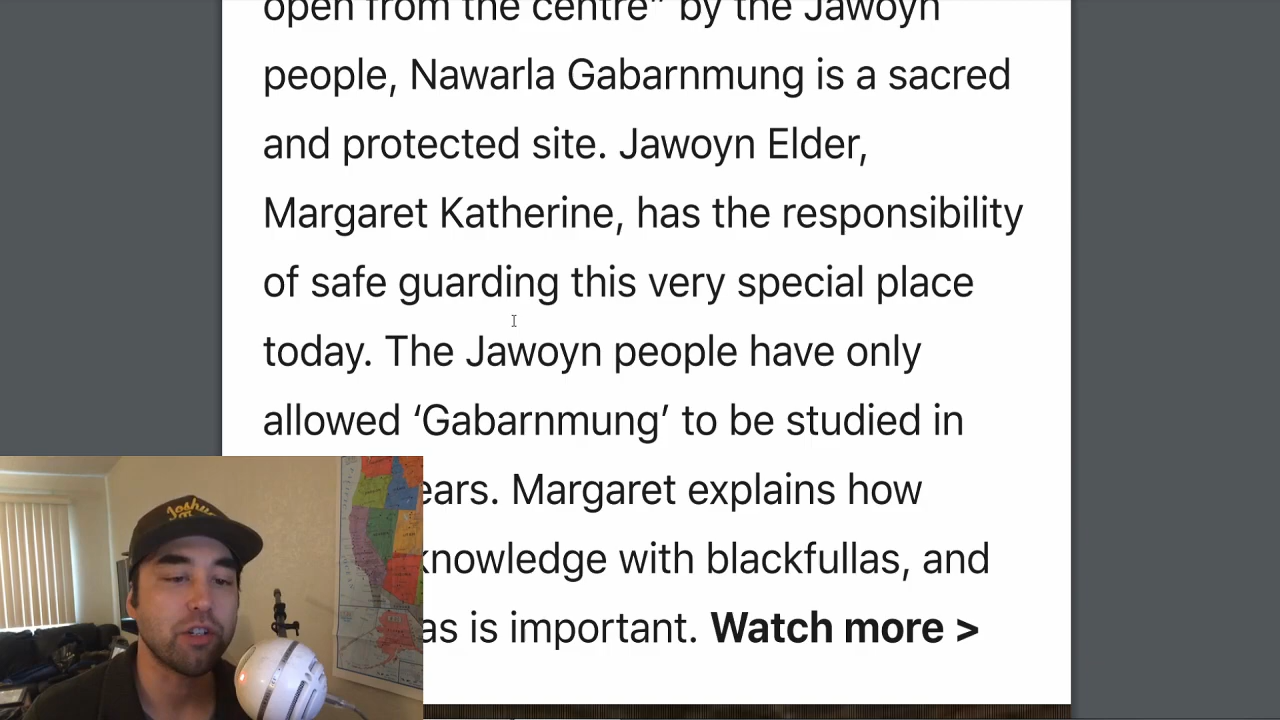 open from the centre” by the Jawoyn
people, Nawarla Gabarnmung is a sacred
and protected site. Jawoyn Elder,
Margaret Katherine, has the responsibility
of safe guarding this very special place
today. The Jawoyn people have only
allowed ‘Gabarnmung’ to be studied in
ears. Margaret explains how
knowledge with blackfullas, and
as is important. Watch more >
Joshua